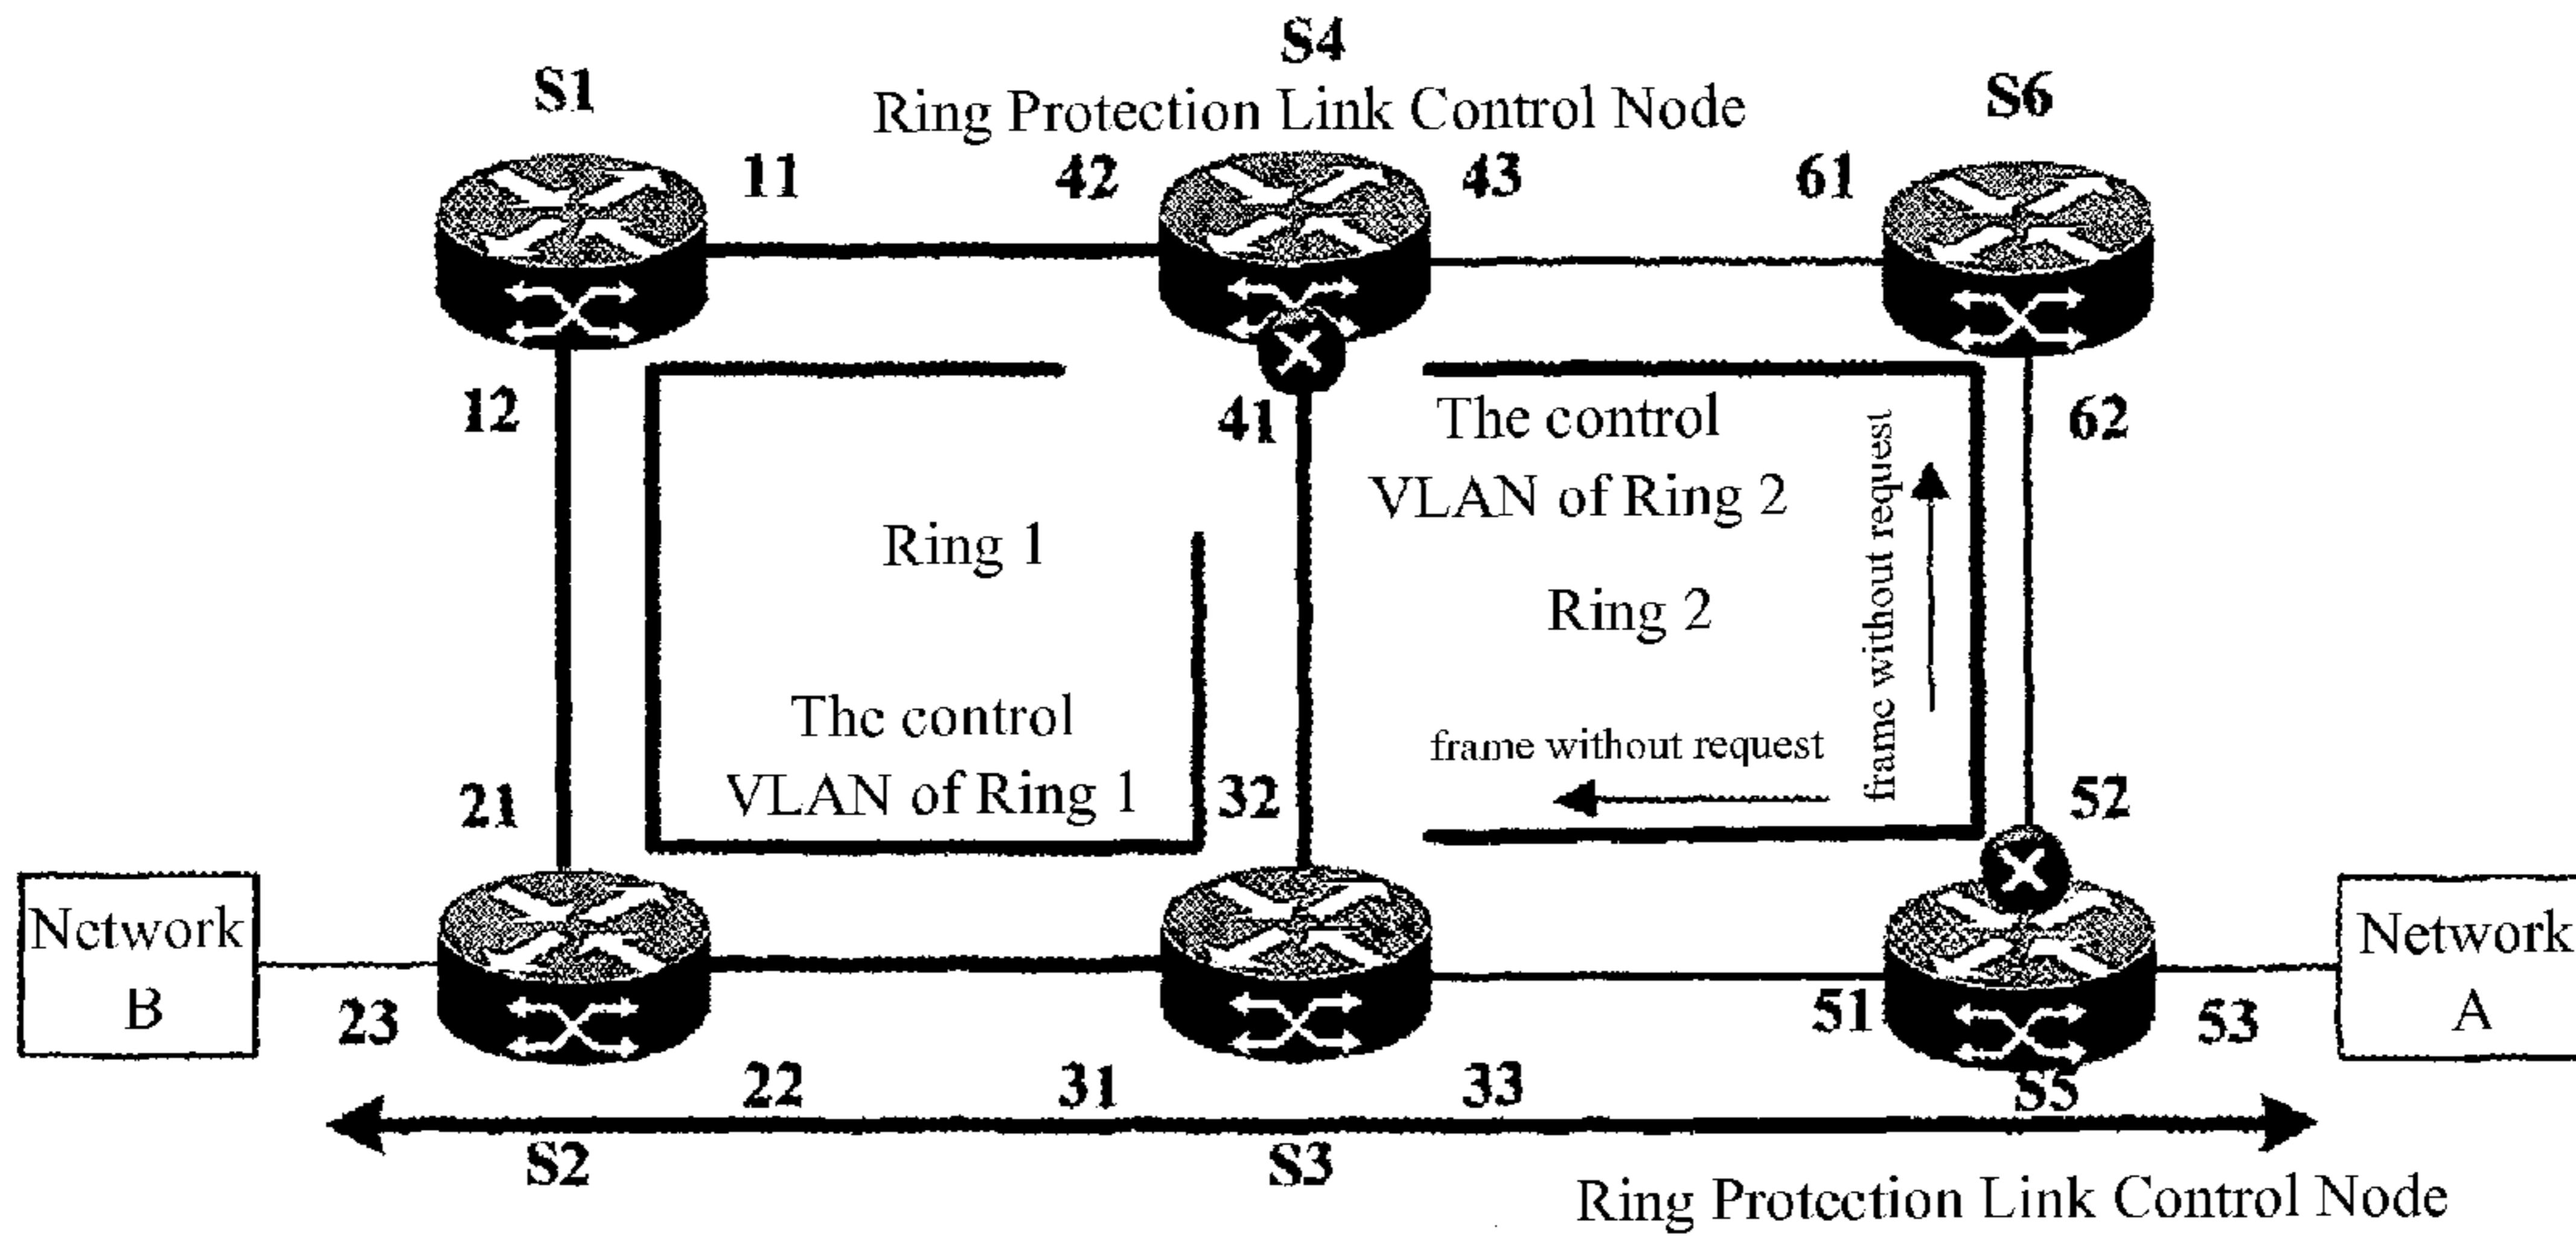 S4
S1
Ring Protection Link Control Node
S6
11
42
43
61
12
41
The control
VLAN of Ring 2
62
frame without request
Ring 1
Ring 2
The control
VLAN of Ring 1
frame without request
21
32
52
Network
B
Network
A
23
51
53
22
31
33
S5
S2
S3
Ring Protection Link Control Node